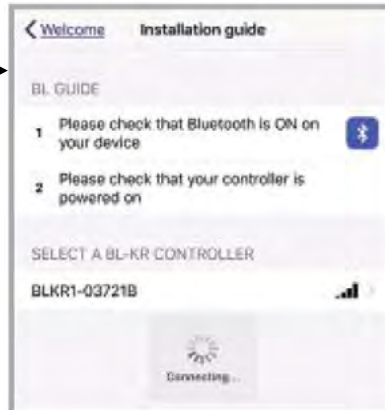 Welcome
Installation guide
BL GUIDE
1 Please check that Bluetooth is ON on
your device
2 Please check that your controller is
powered on
SELECT A BL-KR CONTROLLER
BLKR1-03721B
Connecting...